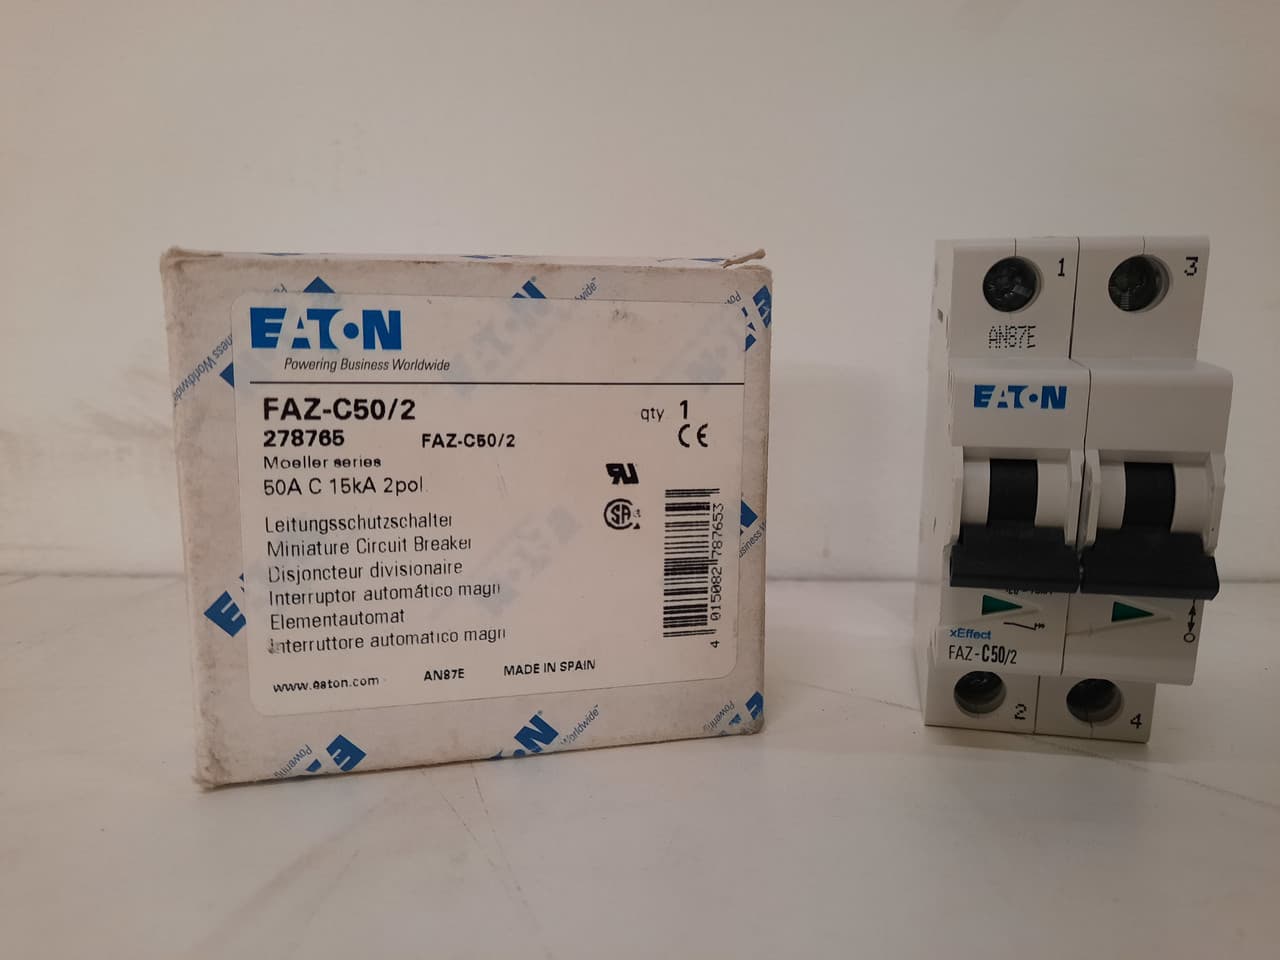 EATON
Powering Business Worldwide
FAZ-C50/2
qty 1
278765 FAZ-C50/2
CE
Moeller series
50A C 15kA 2pol.
Leitungsschutzschalter
Miniature Circuit Breaker
Disjoncteur divisionaire
Interruptor automático magn
Elementautomat
Interruttore automatico magn
www.eaton.com AN87E MADE IN SPAIN
4 015082 787653
1 3
AN87E
EATON
xEffect
FAZ-C50/2
2 4